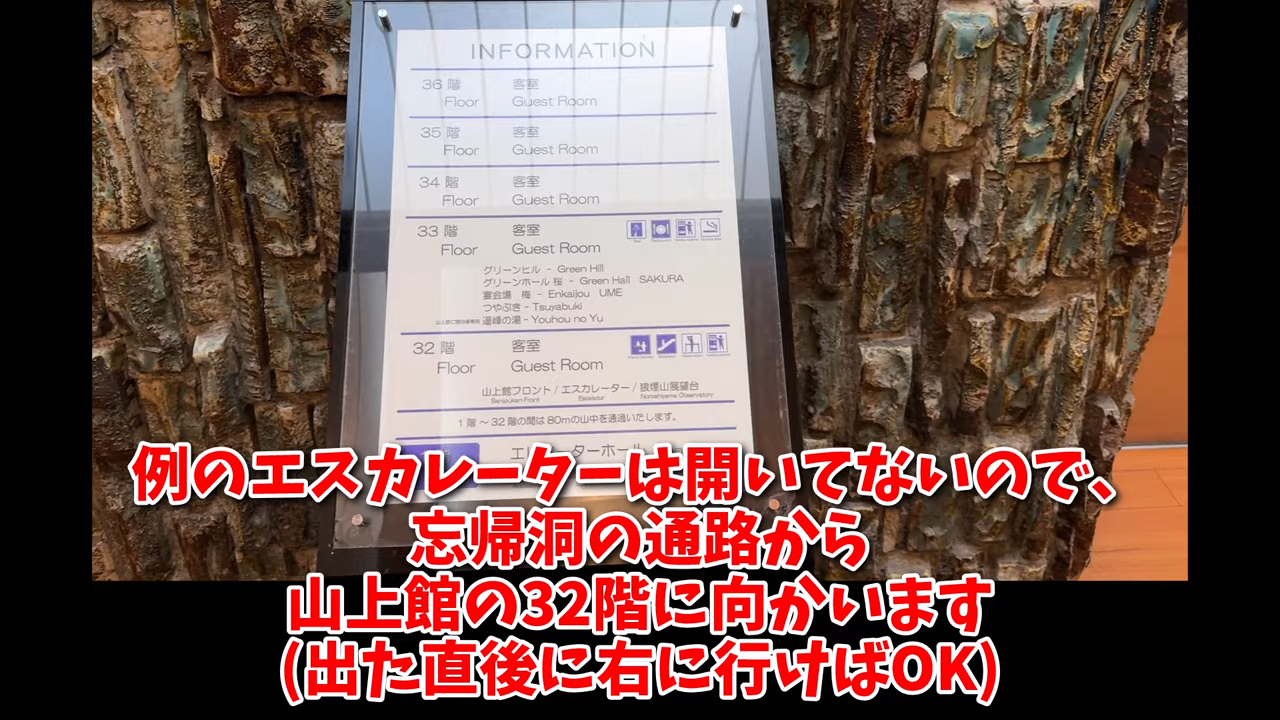 INFORMATION
36 階 客室
Floor Guest Room
35 階 客室
Floor Guest Room
34 階 客室
Floor Guest Room
33 階 客室
Floor Guest Room
グリーンヒル - Green Hill
グリーンホール 桜 - Green Hall SAKURA
宴会場 梅 - Enkaijou UME
つやぶき - Tsuyabuki
遥峰の湯 - Youhou no Yu
32 階 客室
Floor Guest Room
山上館フロント / エスカレーター / 狼煙山展望台
Sanjoukan Front Escalator Noroshiyama Observatory
1 階 ～ 32 階の間は 80mの山中を通過いたします。
例のエスカレーターは開いてないので、
忘帰洞の通路から
山上館の32階に向かいます
(出た直後に右に行けばOK)